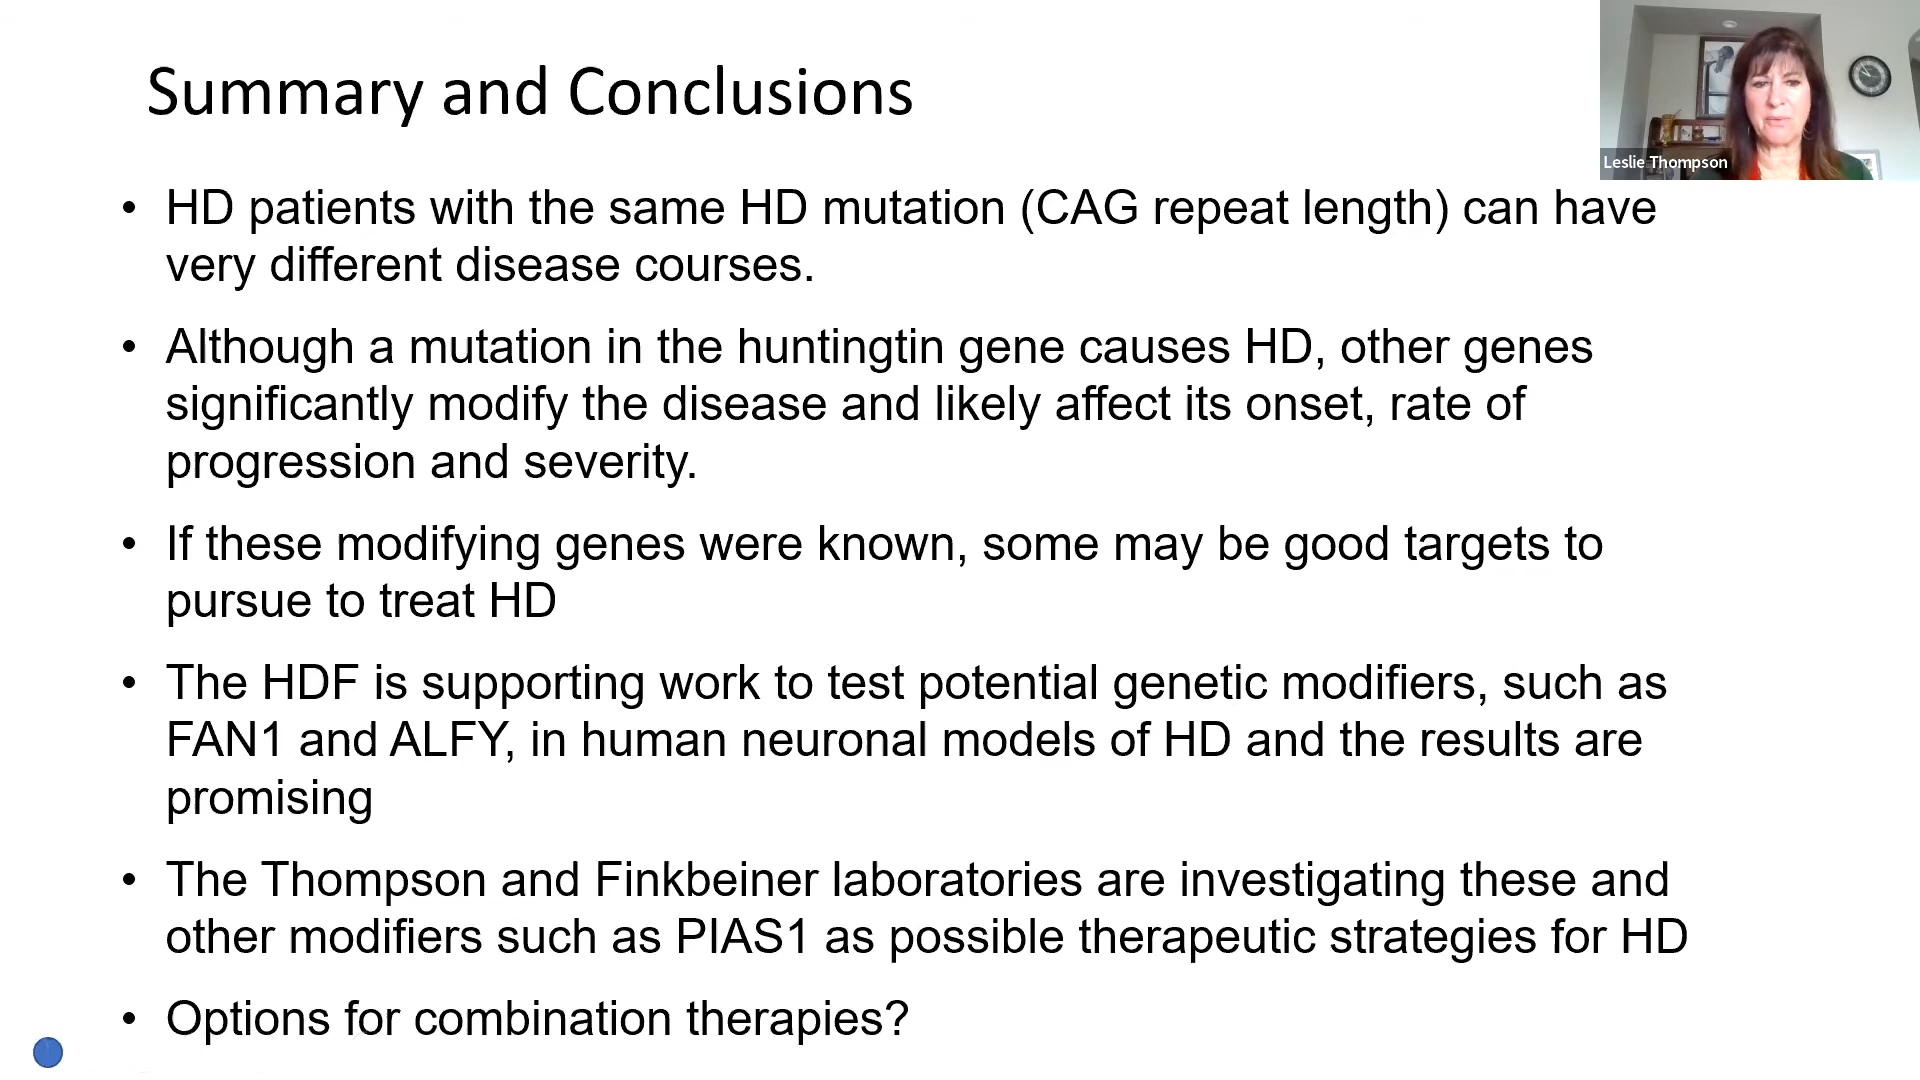 Summary and Conclusions
Leslie Thompson
• HD patients with the same HD mutation (CAG repeat length) can have
very different disease courses.
• Although a mutation in the huntingtin gene causes HD, other genes
significantly modify the disease and likely affect its onset, rate of
progression and severity.
• If these modifying genes were known, some may be good targets to
pursue to treat HD
• The HDF is supporting work to test potential genetic modifiers, such as
FAN1 and ALFY, in human neuronal models of HD and the results are
promising
• The Thompson and Finkbeiner laboratories are investigating these and
other modifiers such as PIAS1 as possible therapeutic strategies for HD
• Options for combination therapies?